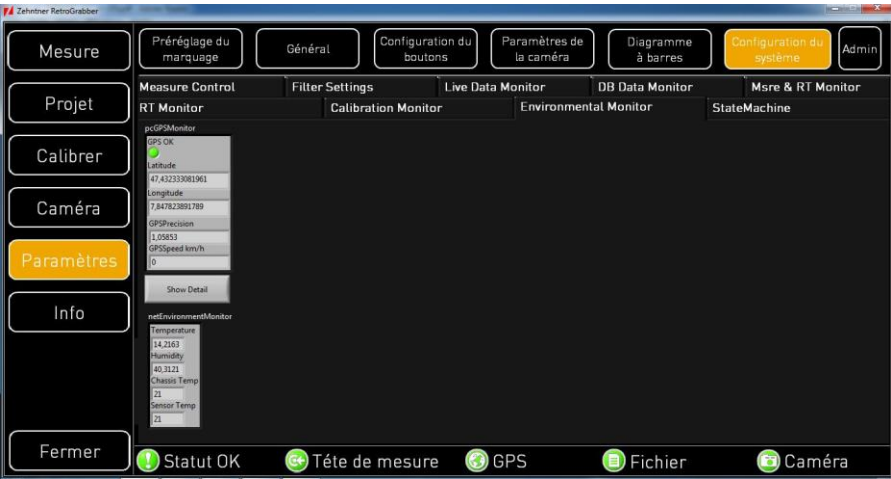 Zehntner RetroGrabber
Mesure
Projet
Calibrer
Caméra
Paramètres
Info
Fermer
Préréglage du
marquage
Général
Configuration du
boutons
Paramètres de
la caméra
Diagramme
à barres
Configuration du
système
Admin
Measure Control
Filter Settings
Live Data Monitor
DB Data Monitor
Msre & RT Monitor
RT Monitor
Calibration Monitor
Environmental Monitor
StateMachine
pcGPSMonitor
GPS OK
Latitude
47,432333081961
Longitude
7,847823891789
GPSPrecision
1,05853
GPSSpeed km/h
0
Show Detail
netEnvironmentMonitor
Temperature
14,2163
Humidity
40,3121
Chassis Temp
21
Sensor Temp
21
Statut OK
Téte de mesure
GPS
Fichier
Caméra